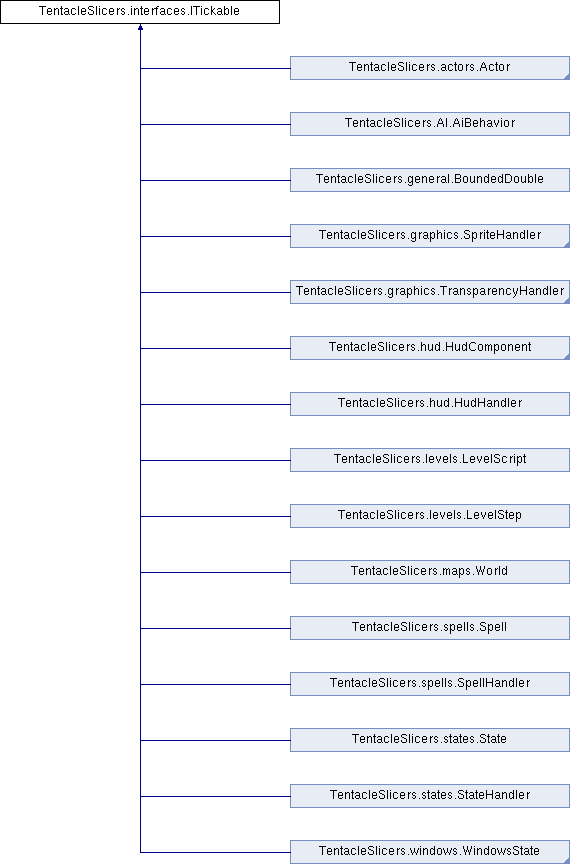 TentacleSlicers.interfaces.ITickable
TentacleSlicers.actors.Actor
TentacleSlicers.AI.AiBehavior
TentacleSlicers.general.BoundedDouble
TentacleSlicers.graphics.SpriteHandler
TentacleSlicers.graphics.TransparencyHandler
TentacleSlicers.hud.HudComponent
TentacleSlicers.hud.HudHandler
TentacleSlicers.levels.LevelScript
TentacleSlicers.levels.LevelStep
TentacleSlicers.maps.World
TentacleSlicers.spells.Spell
TentacleSlicers.spells.SpellHandler
TentacleSlicers.states.State
TentacleSlicers.states.StateHandler
TentacleSlicers.windows.WindowsState